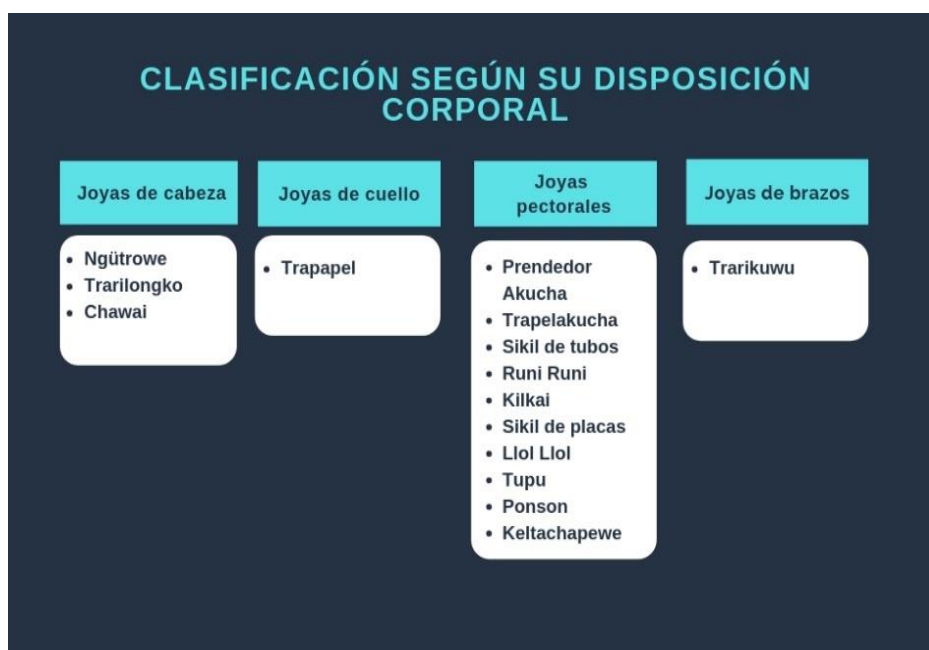 CLASIFICACIÓN SEGÚN SU DISPOSICIÓN
CORPORAL
Joyas de cabeza
• Ngütrowe
• Trarilongko
• Chawai
Joyas de cuello
• Trapapel
Joyas
pectorales
• Prendedor
Akucha
• Trapelakucha
• Sikil de tubos
• Runi Runi
• Kilkai
• Sikil de placas
• Llol Llol
• Tupu
• Ponson
• Keltachapewe
Joyas de brazos
• Trarikuwu